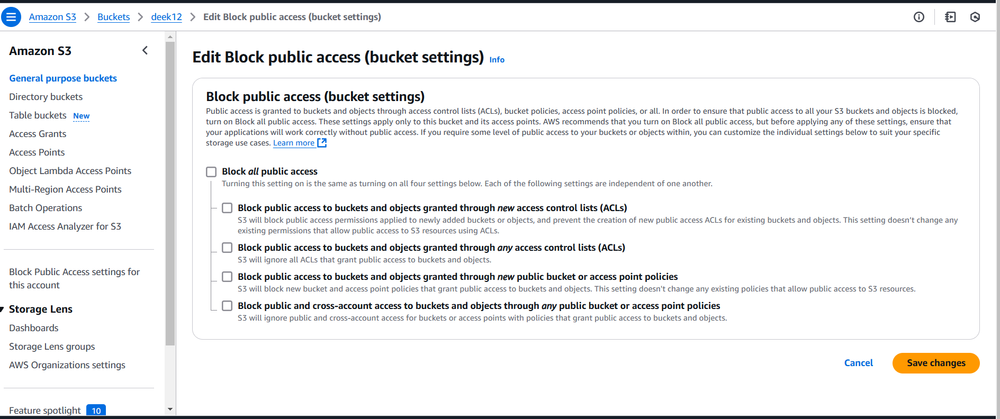 Amazon S3 > Buckets > deek12 > Edit Block public access (bucket settings)
Amazon S3
General purpose buckets
Directory buckets
Table buckets New
Access Grants
Access Points
Object Lambda Access Points
Multi-Region Access Points
Batch Operations
IAM Access Analyzer for S3
Block Public Access settings for
this account
Storage Lens
Dashboards
Storage Lens groups
AWS Organizations settings
Feature spotlight 10
Edit Block public access (bucket settings) Info
Block public access (bucket settings)
Public access is granted to buckets and objects through access control lists (ACLs), bucket policies, access point policies, or all. In order to ensure that public access to all your S3 buckets and objects is blocked,
turn on Block all public access. These settings apply only to this bucket and its access points. AWS recommends that you turn on Block all public access, but before applying any of these settings, ensure that
your applications will work correctly without public access. If you require some level of public access to your buckets or objects within, you can customize the individual settings below to suit your specific
storage use cases. Learn more
Block all public access
Turning this setting on is the same as turning on all four settings below. Each of the following settings are independent of one another.
Block public access to buckets and objects granted through new access control lists (ACLs)
S3 will block public access permissions applied to newly added buckets or objects, and prevent the creation of new public access ACLs for existing buckets and objects. This setting doesn't change any
existing permissions that allow public access to S3 resources using ACLs.
Block public access to buckets and objects granted through any access control lists (ACLs)
S3 will ignore all ACLs that grant public access to buckets and objects.
Block public access to buckets and objects granted through new public bucket or access point policies
S3 will block new bucket and access point policies that grant public access to buckets and objects. This setting doesn't change any existing policies that allow public access to S3 resources.
Block public and cross-account access to buckets and objects through any public bucket or access point policies
S3 will ignore public and cross-account access for buckets or access points with policies that grant public access to buckets and objects.
Cancel
Save changes